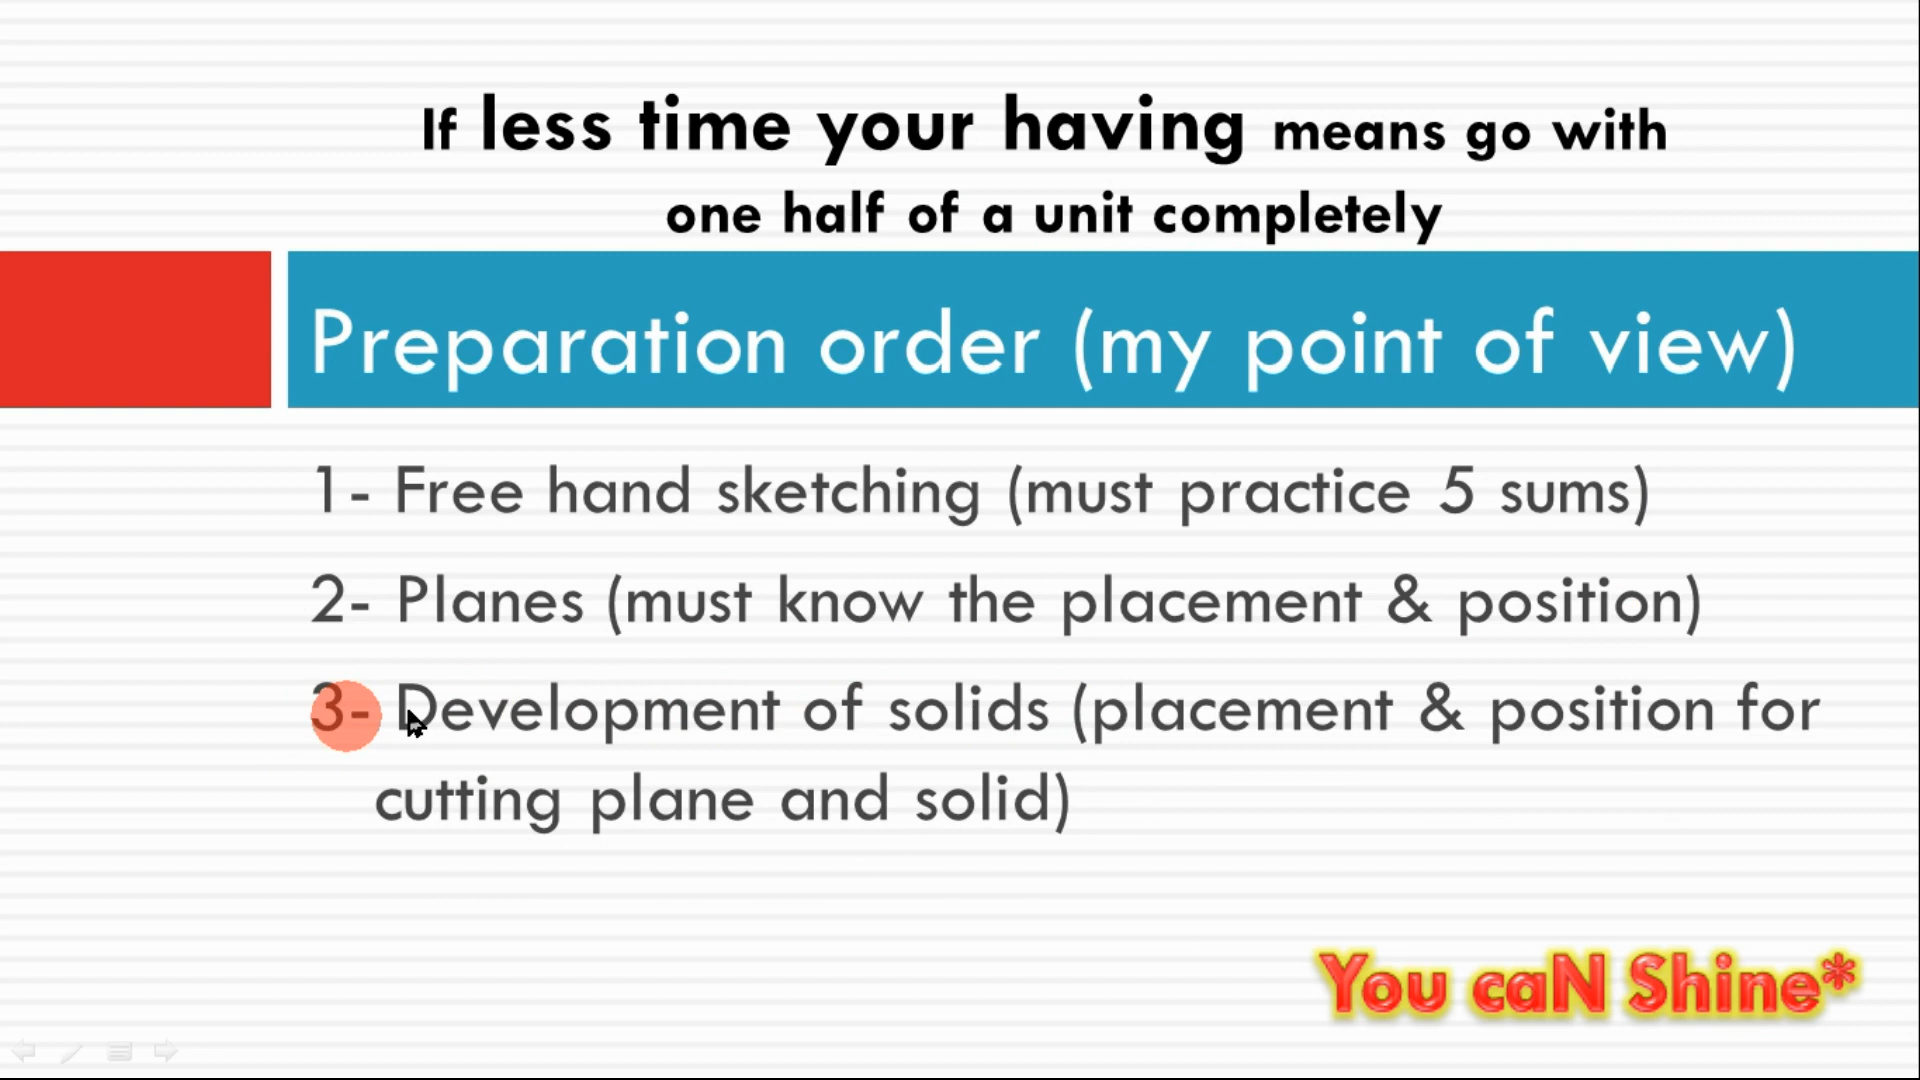 If less time your having means go with
one half of a unit completely
Preparation order (my point of view)
1- Free hand sketching (must practice 5 sums)
2- Planes (must know the placement & position)
3- Development of solids (placement & position for
cutting plane and solid)
You caN Shine*